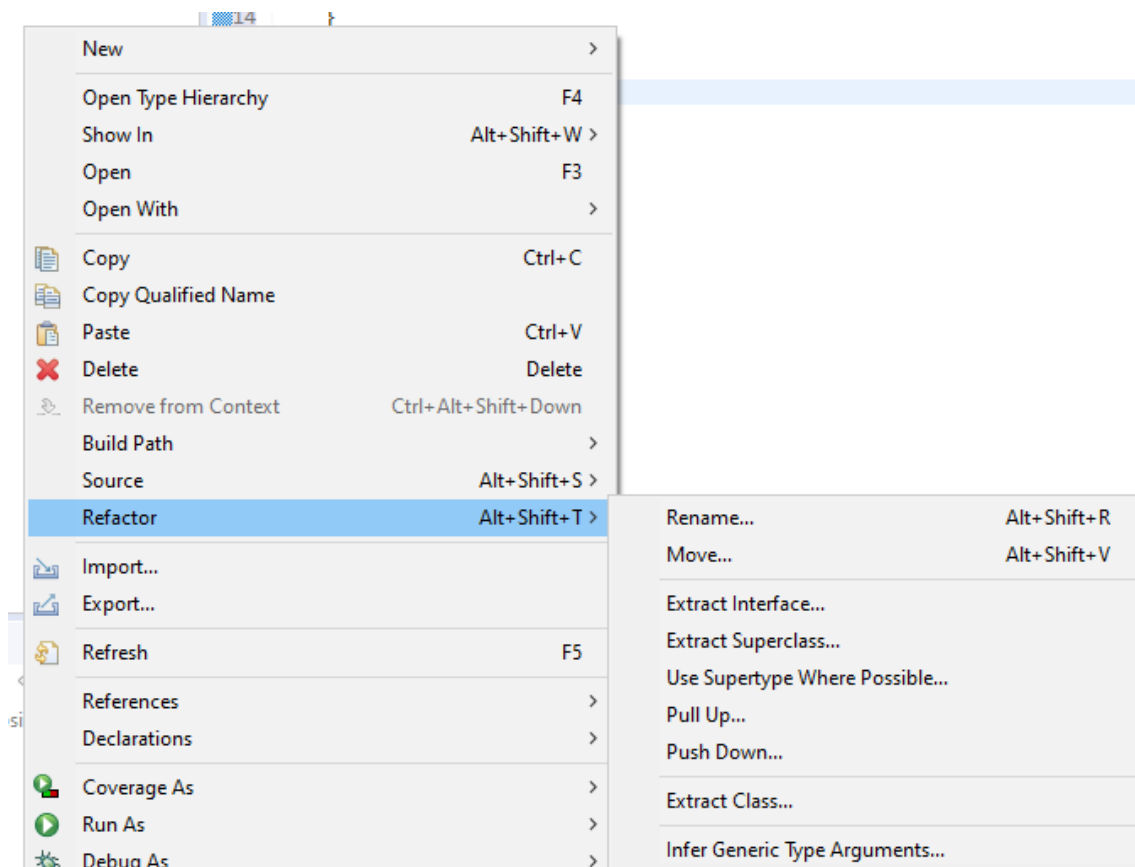 14 }
New
Open Type Hierarchy F4
Show In Alt+Shift+W >
Open F3
Open With
Copy Ctrl+C
Copy Qualified Name
Paste Ctrl+V
Delete Delete
Remove from Context Ctrl+Alt+Shift+Down
Build Path
Source Alt+Shift+S >
Refactor Alt+Shift+T >
Import...
Export...
Refresh F5
References
Declarations
Coverage As
Run As
Debug As
Rename... Alt+Shift+R
Move... Alt+Shift+V
Extract Interface...
Extract Superclass...
Use Supertype Where Possible...
Pull Up...
Push Down...
Extract Class...
Infer Generic Type Arguments...